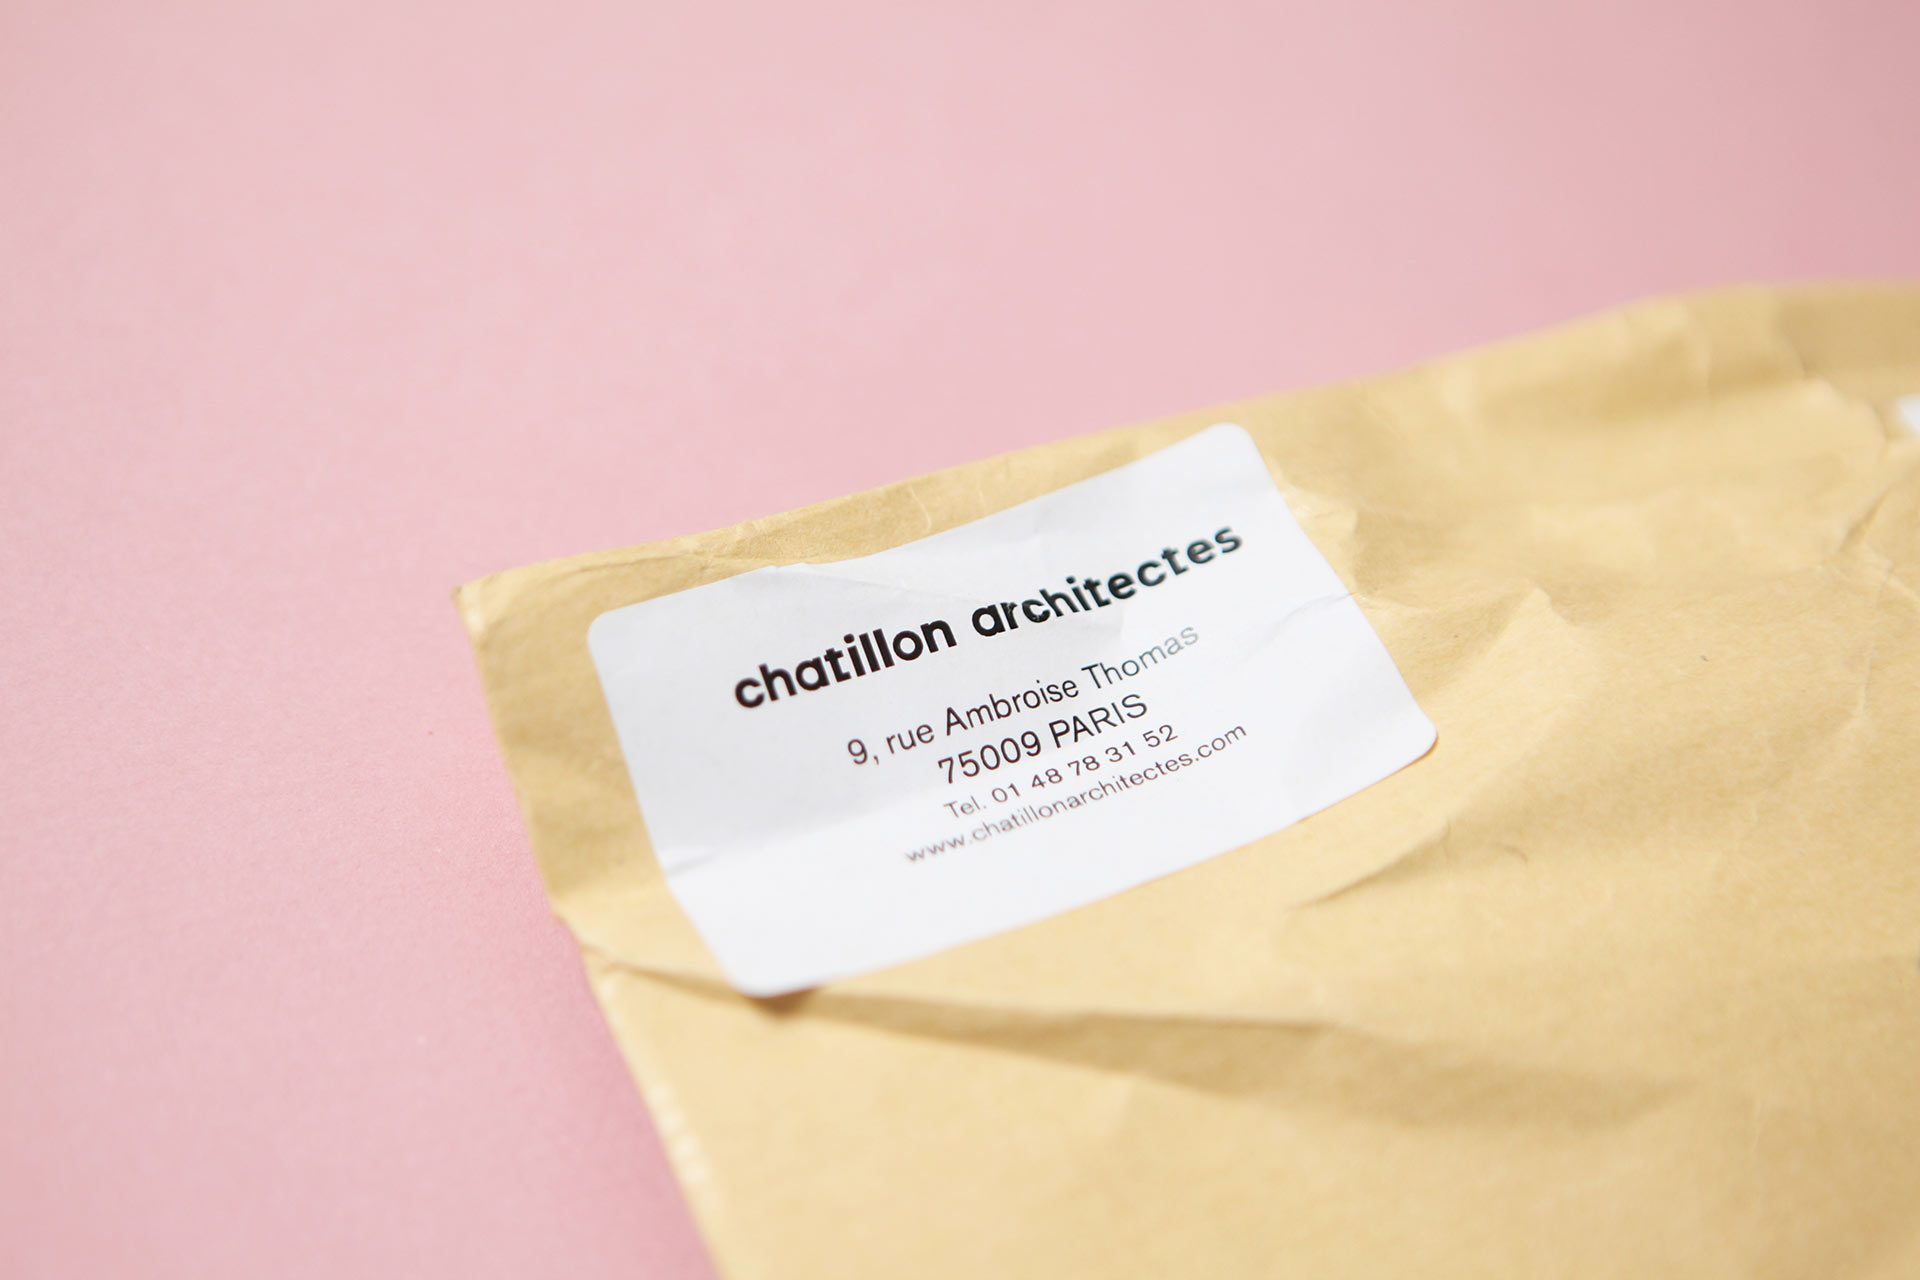 chatillon architectes
9, rue Ambroise Thomas
75009 PARIS
Tel. 01 48 78 31 52
www.chatillonarchitectes.com